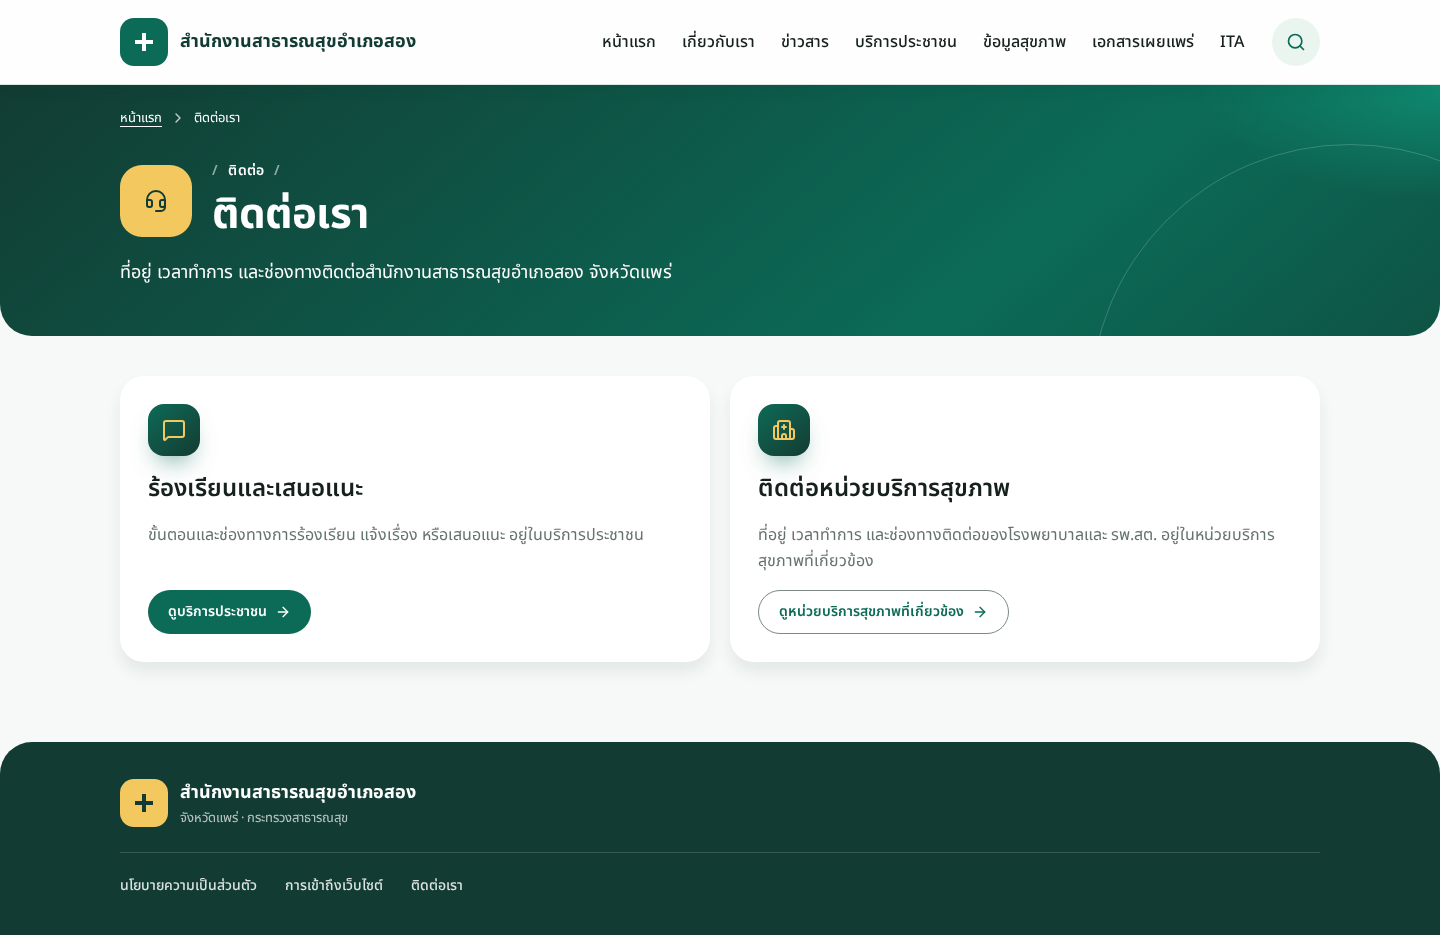 สำนักงานสาธารณสุขอำเภอสอง
หน้าแรก เกี่ยวกับเรา ข่าวสาร บริการประชาชน ข้อมูลสุขภาพ เอกสารเผยแพร่ ITA
หน้าแรก ติดต่อเรา
/ ติดต่อ /
ติดต่อเรา
ที่อยู่ เวลาทำการ และช่องทางติดต่อสำนักงานสาธารณสุขอำเภอสอง จังหวัดแพร่
ร้องเรียนและเสนอแนะ
ขั้นตอนและช่องทางการร้องเรียน แจ้งเรื่อง หรือเสนอแนะ อยู่ในบริการประชาชน
ดูบริการประชาชน
ติดต่อหน่วยบริการสุขภาพ
ที่อยู่ เวลาทำการ และช่องทางติดต่อของโรงพยาบาลและ รพ.สต. อยู่ในหน่วยบริการ
สุขภาพที่เกี่ยวข้อง
ดูหน่วยบริการสุขภาพที่เกี่ยวข้อง
สำนักงานสาธารณสุขอำเภอสอง
จังหวัดแพร่ · กระทรวงสาธารณสุข
นโยบายความเป็นส่วนตัว การเข้าถึงเว็บไซต์ ติดต่อเรา